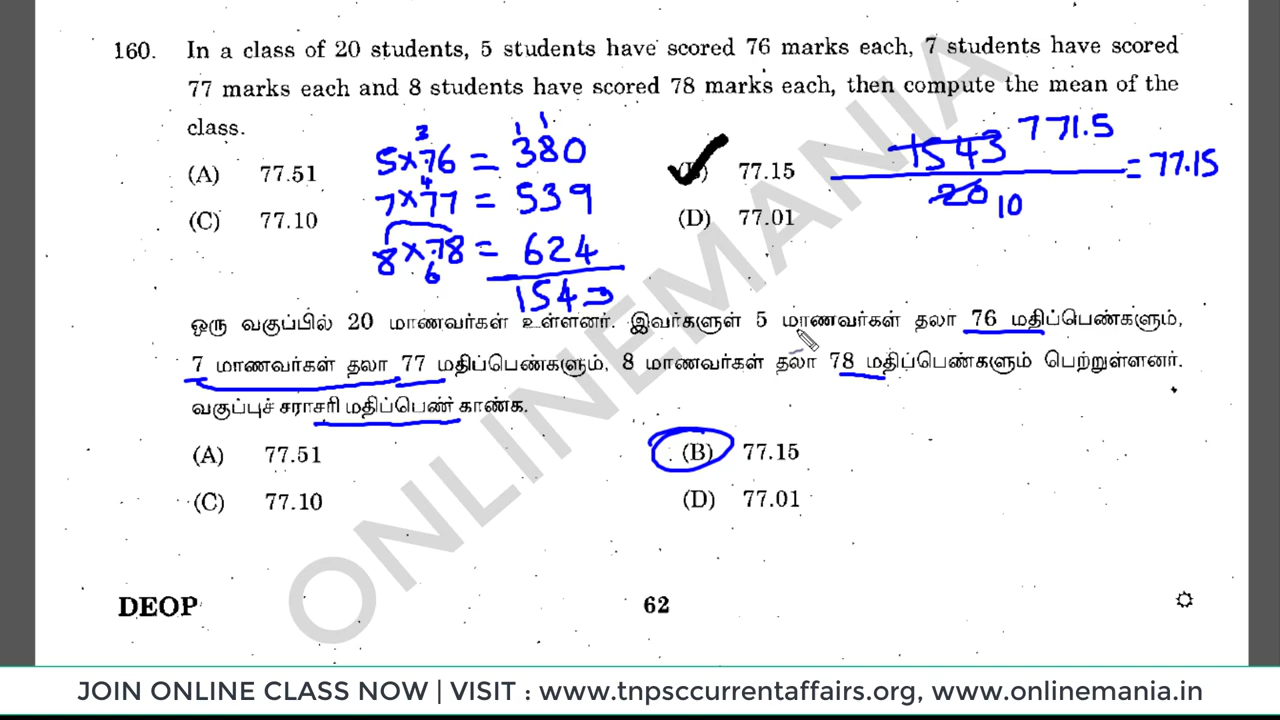 160. In a class of 20 students, 5 students have scored 76 marks each, 7 students have scored
77 marks each and 8 students have scored 78 marks each, then compute the mean of the
class.
(A) 77.51 77.15
(C) 77.10 (D) 77.01
5×76 = 380
7×77 = 539
8×78 = 624
1543
1543 771.5
20 10
= 77.15
ஒரு வகுப்பில் 20 மாணவர்கள் உள்ளனர். இவர்களுள் 5 மாணவர்கள் தலா 76 மதிப்பெண்களும்,
7 மாணவர்கள் தலா 77 மதிப்பெண்களும், 8 மாணவர்கள் தலா 78 மதிப்பெண்களும் பெற்றுள்ளனர்.
வகுப்புச் சராசரி மதிப்பெண் காண்க.
(A) 77.51 (B) 77.15
(C) 77.10 (D) 77.01
ONLINEMANIA
DEOP 62
JOIN ONLINE CLASS NOW | VISIT : www.tnpsccurrentaffairs.org, www.onlinemania.in